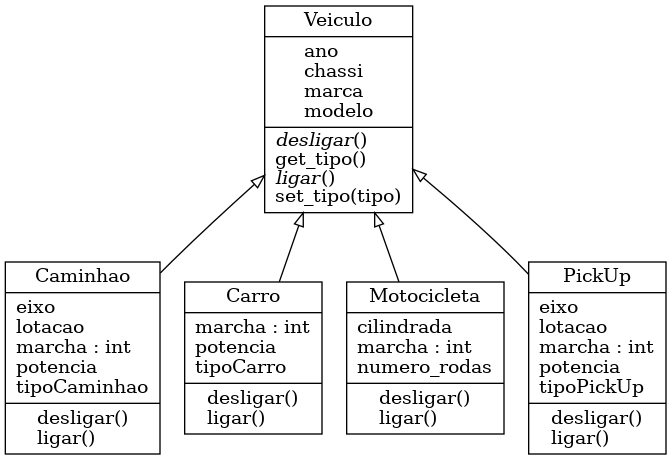 Veiculo
ano
chassi
marca
modelo
desligar()
get_tipo()
ligar()
set_tipo(tipo)
Caminhao
eixo
lotacao
marcha : int
potencia
tipoCaminhao
desligar()
ligar()
Carro
marcha : int
potencia
tipoCarro
desligar()
ligar()
Motocicleta
cilindrada
marcha : int
numero_rodas
desligar()
ligar()
PickUp
eixo
lotacao
marcha : int
potencia
tipoPickUp
desligar()
ligar()